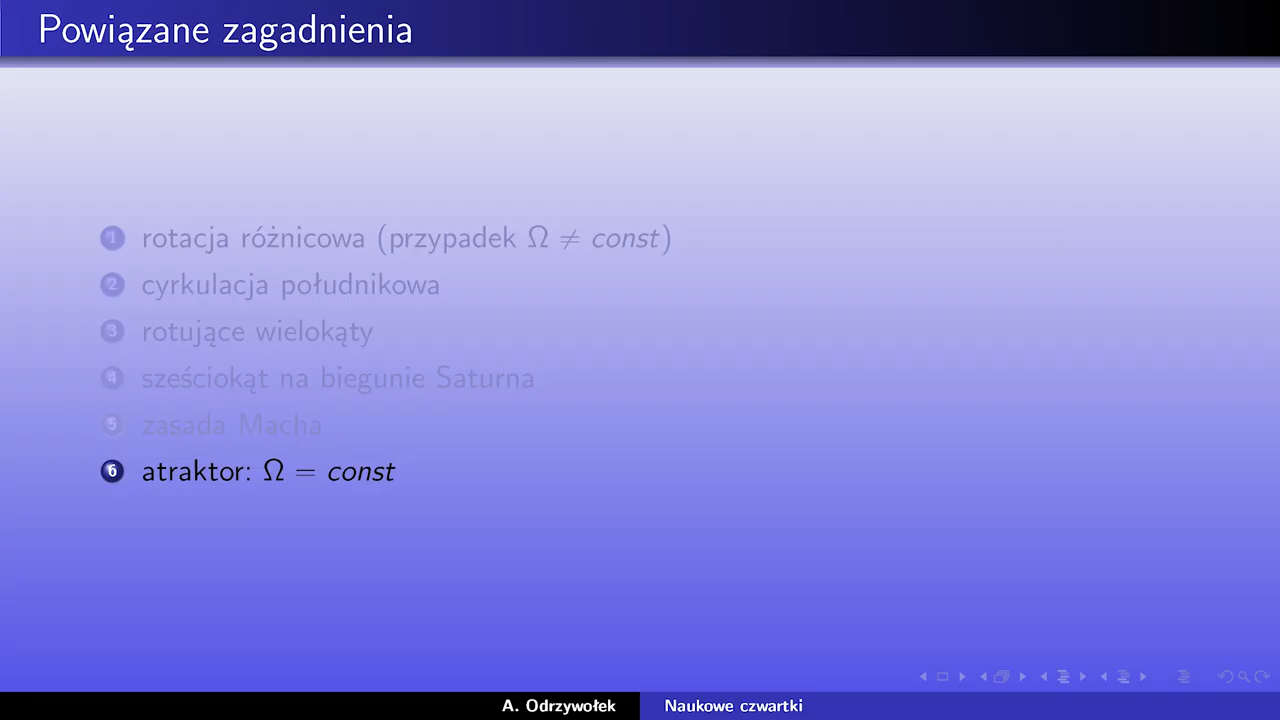 Powiązane zagadnienia
1 rotacja różnicowa (przypadek Ω ≠ const)
2 cyrkulacja południkowa
3 rotujące wielokąty
4 sześciokąt na biegunie Saturna
5 zasada Macha
6 atraktor: Ω = const
A. Odrzywołek
Naukowe czwartki